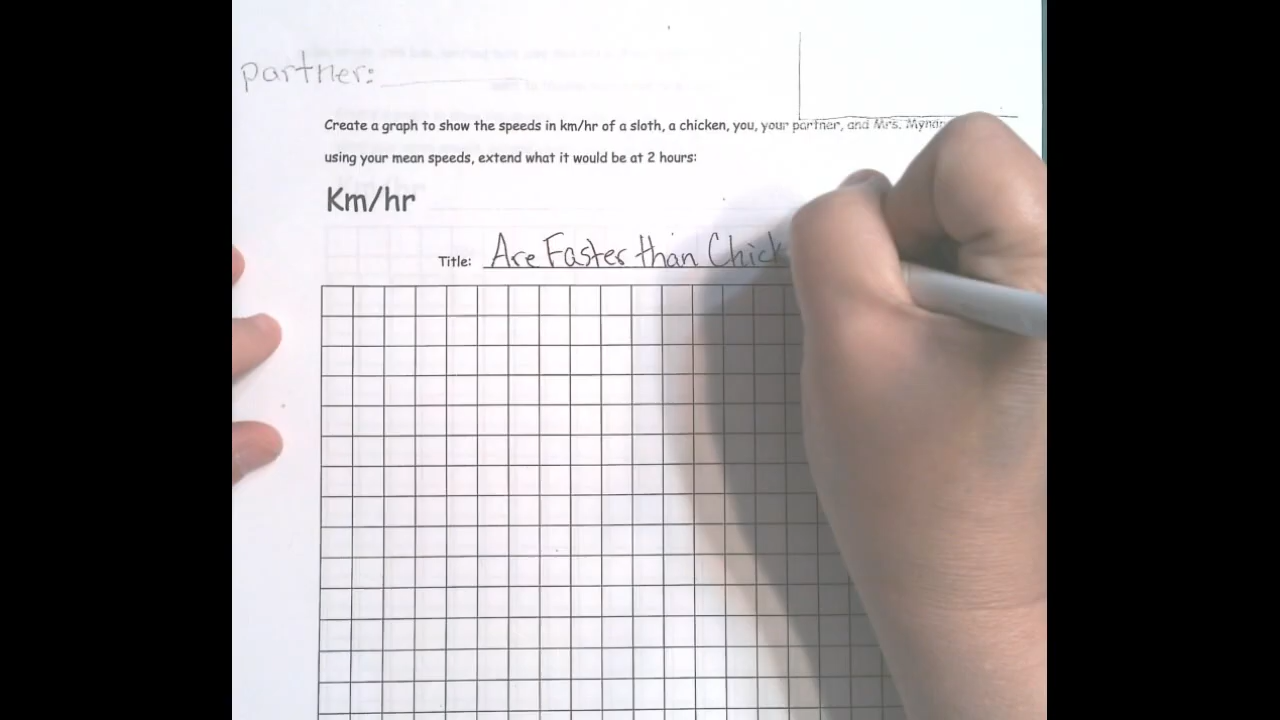 partner:
Create a graph to show the speeds in km/hr of a sloth, a chicken, you, your partner, and Mrs.
using your mean speeds, extend what it would be at 2 hours:
Km/hr
Title: Are Faster than Chick